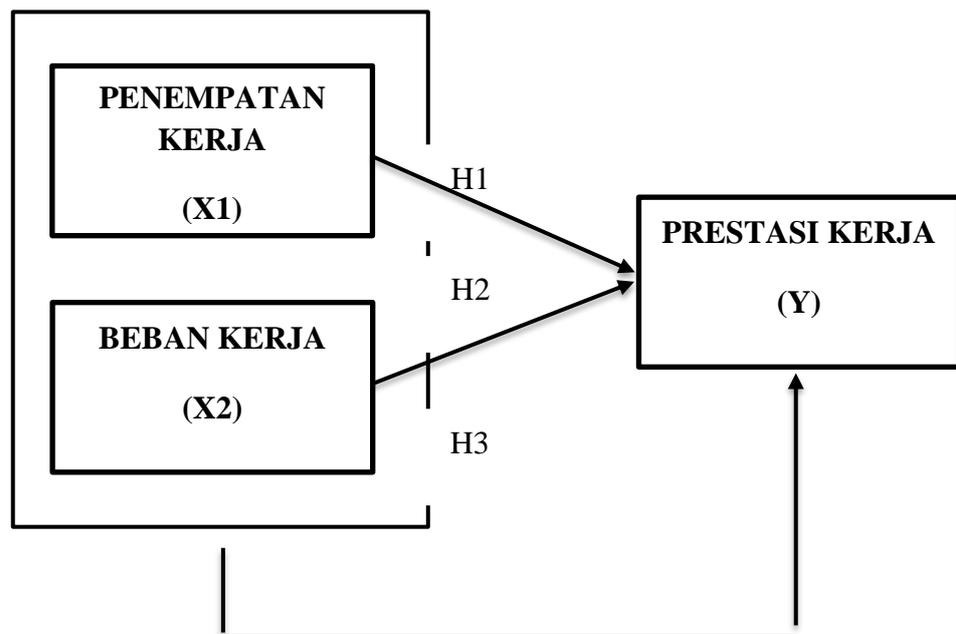 PENEMPATAN
KERJA
(X1)
H1
PRESTASI KERJA
(Y)
H2
BEBAN KERJA
(X2)
H3